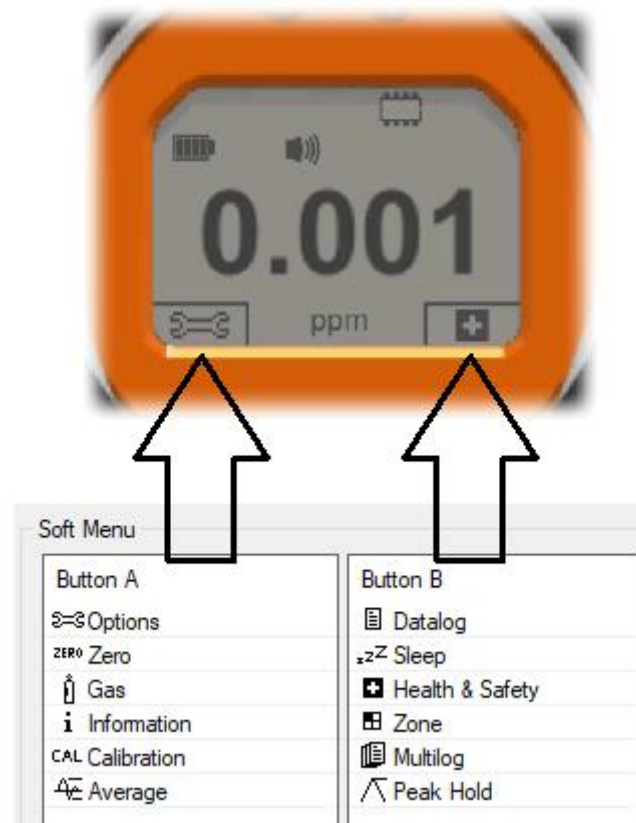 0.001
ppm
Soft Menu
Button A
Options
ZERO Zero
Gas
i Information
CAL Calibration
Average
Button B
Datalog
zzZ Sleep
Health & Safety
Zone
Multilog
Peak Hold